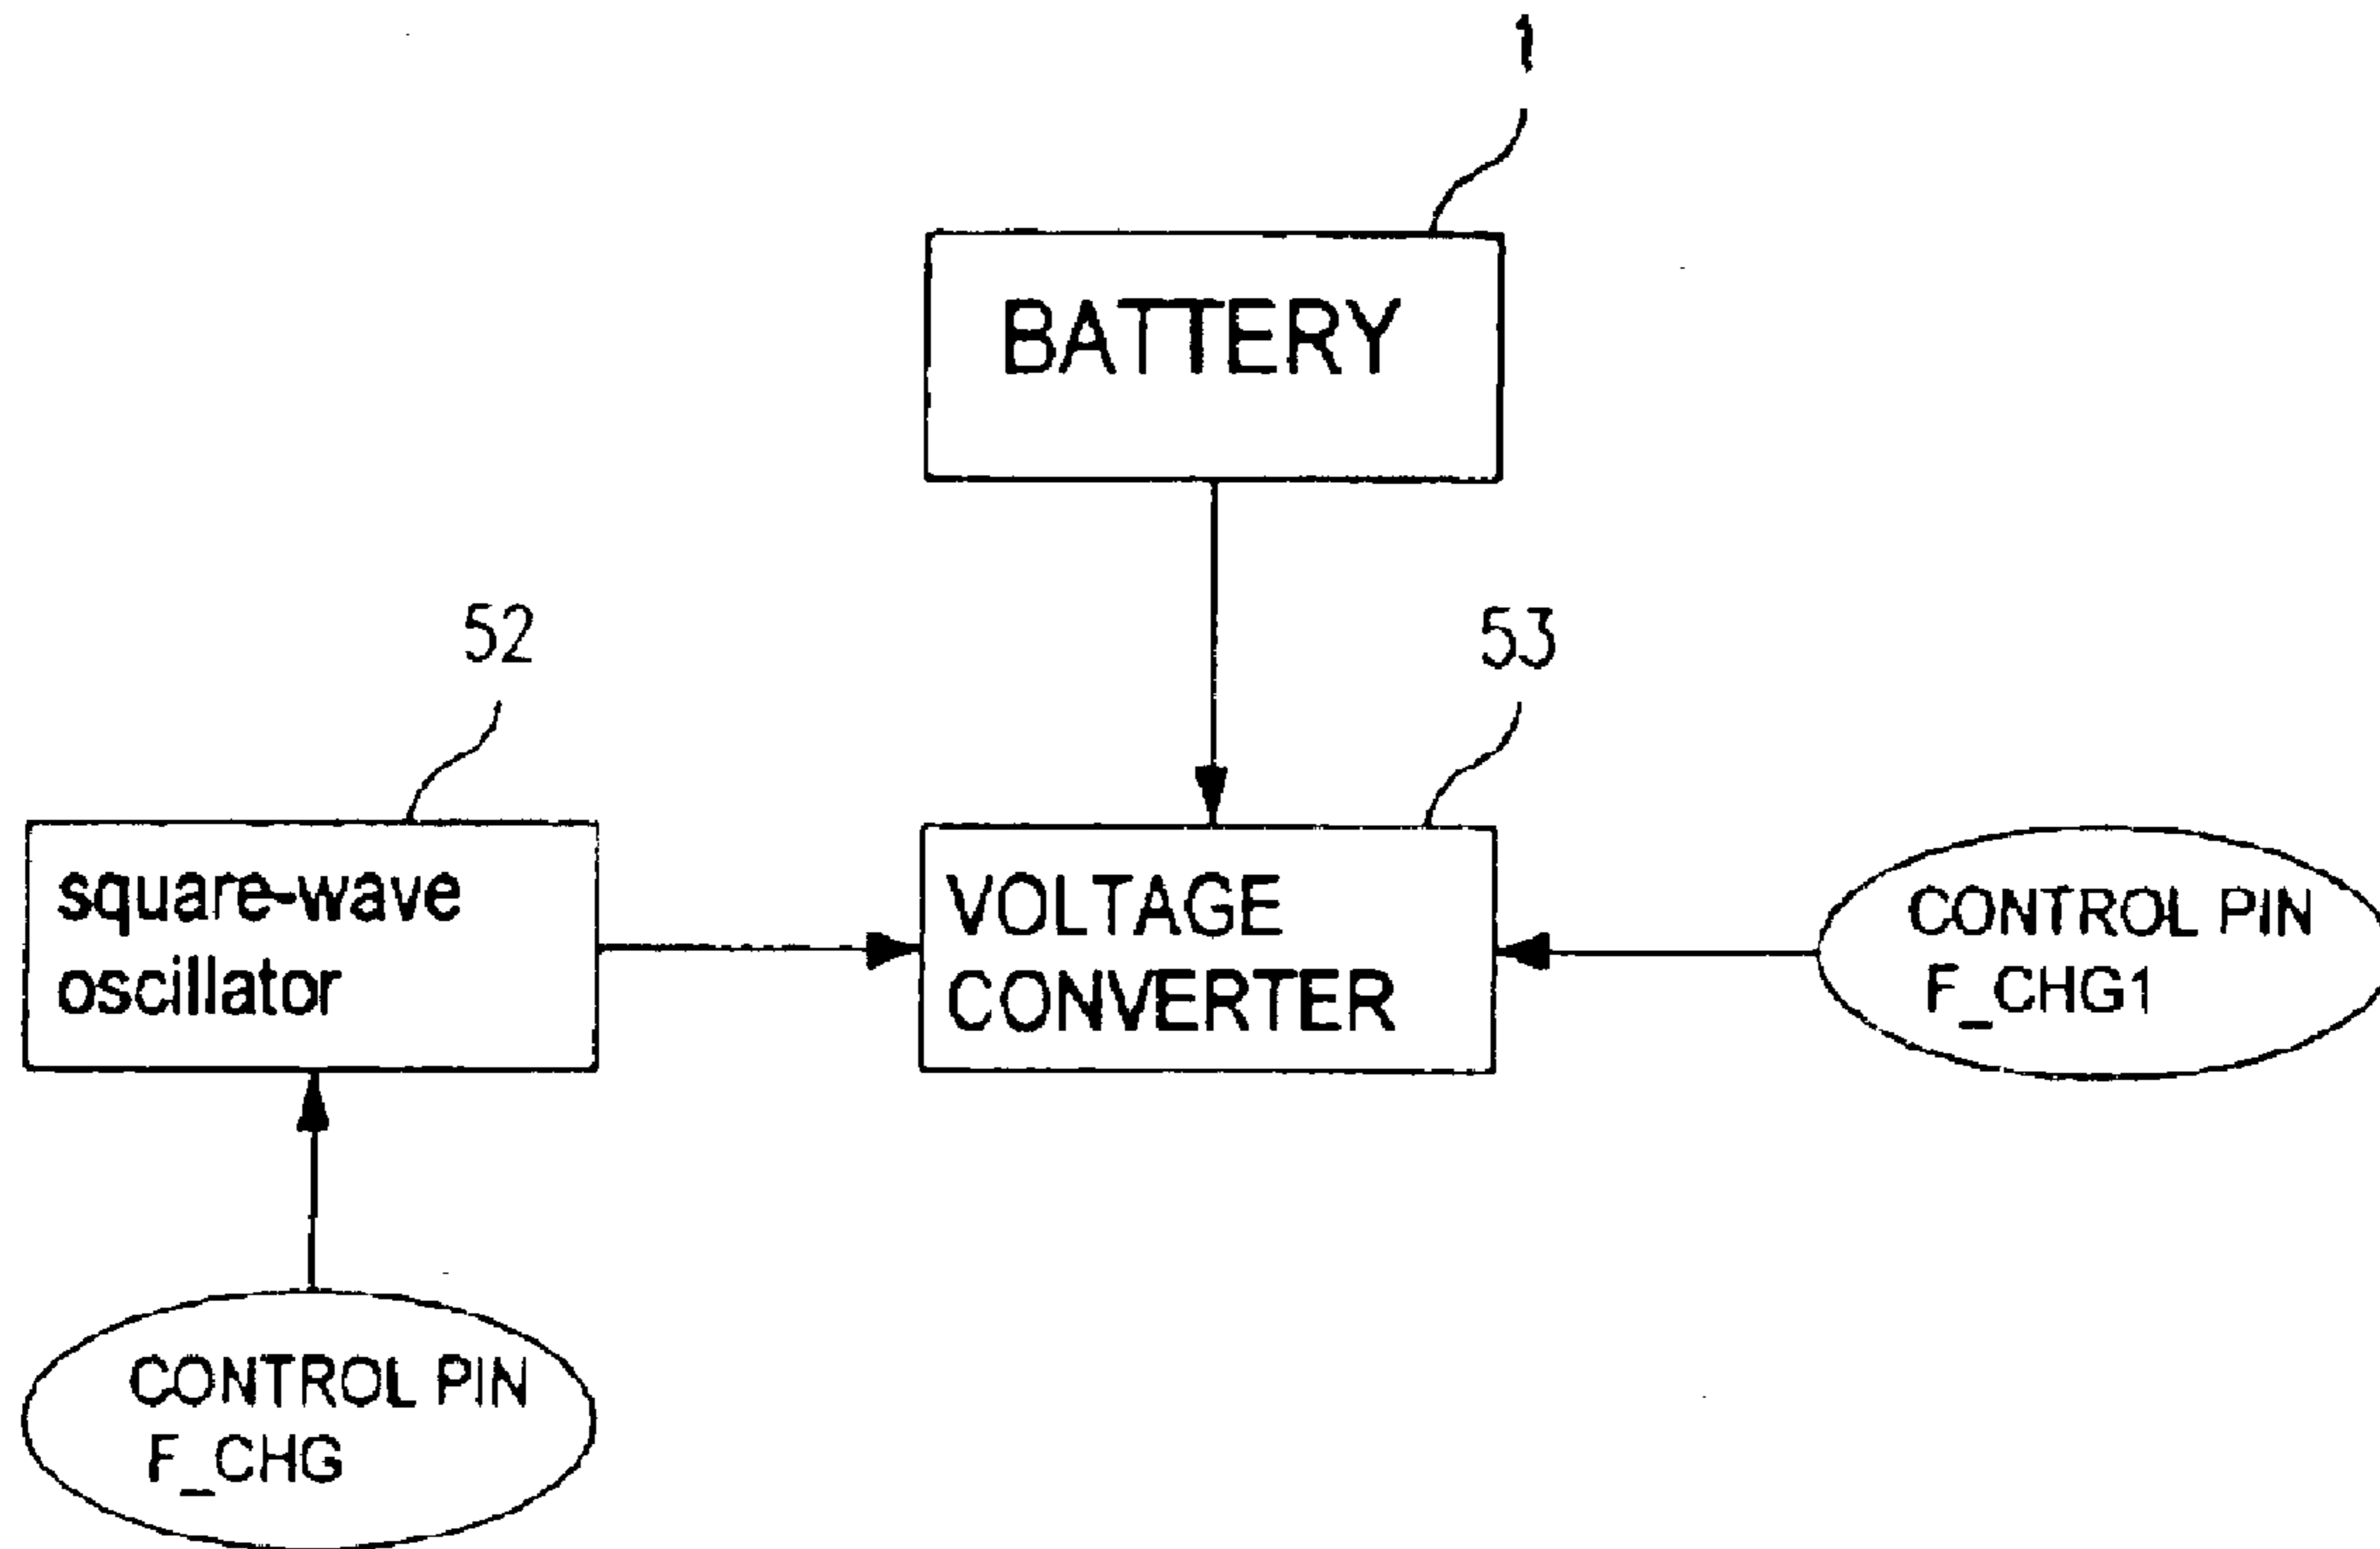 1
BATTERY
52
53
square-wave
oscillator
VOLTAGE
CONVERTER
CONTROL PIN
F_CHG1
CONTROL PIN
F_CHG